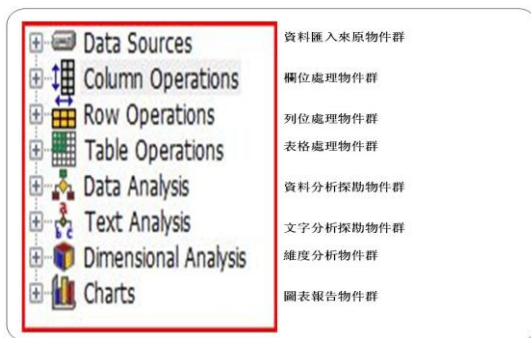 Data Sources 資料匯入來原物件群
Column Operations 欄位處理物件群
Row Operations 列位處理物件群
Table Operations 表格處理物件群
Data Analysis 資料分析探勘物件群
Text Analysis 文字分析探勘物件群
Dimensional Analysis 維度分析物件群
Charts 圖表報告物件群